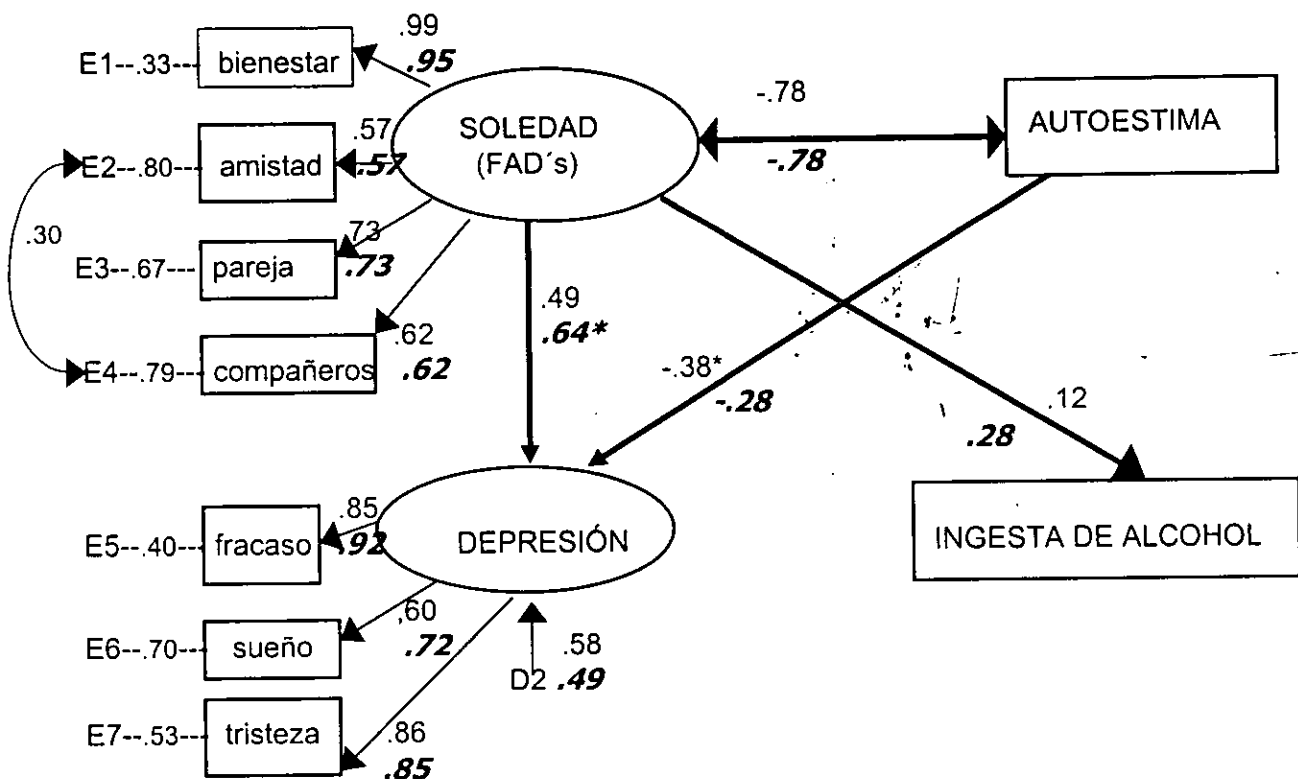 .99
E1--.33--- bienestar .95
-.78
SOLEDAD
(FAD´s)
AUTOESTIMA
-.78
.57
E2--.80--- amistad .57
.30
.73
E3--.67--- pareja .73
.49
.64*
.62
E4--.79--- compañeros .62
-.38*
-.28
.12
.28
.85
E5--.40--- fracaso .92
DEPRESIÓN
INGESTA DE ALCOHOL
,60
E6--.70--- sueño .72
.58
D2 .49
E7--.53--- tristeza .86
.85